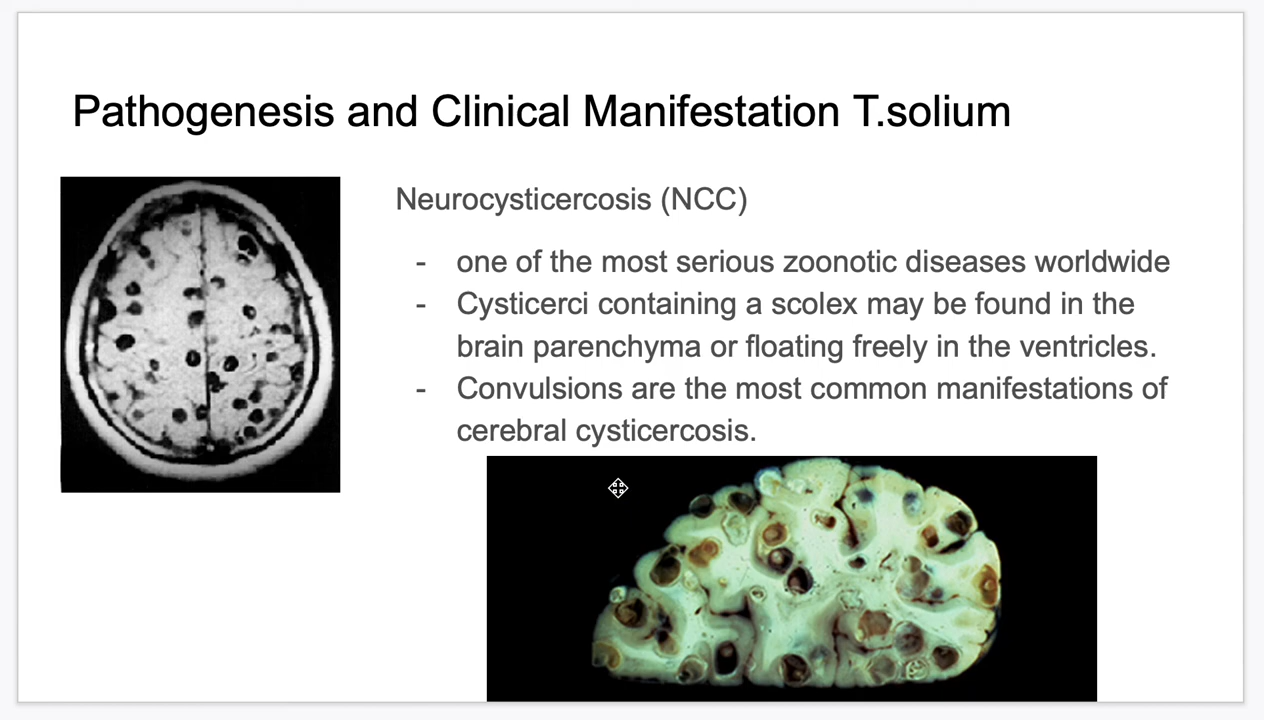 Pathogenesis and Clinical Manifestation T.solium
Neurocysticercosis (NCC)
- one of the most serious zoonotic diseases worldwide
- Cysticerci containing a scolex may be found in the
brain parenchyma or floating freely in the ventricles.
- Convulsions are the most common manifestations of
cerebral cysticercosis.